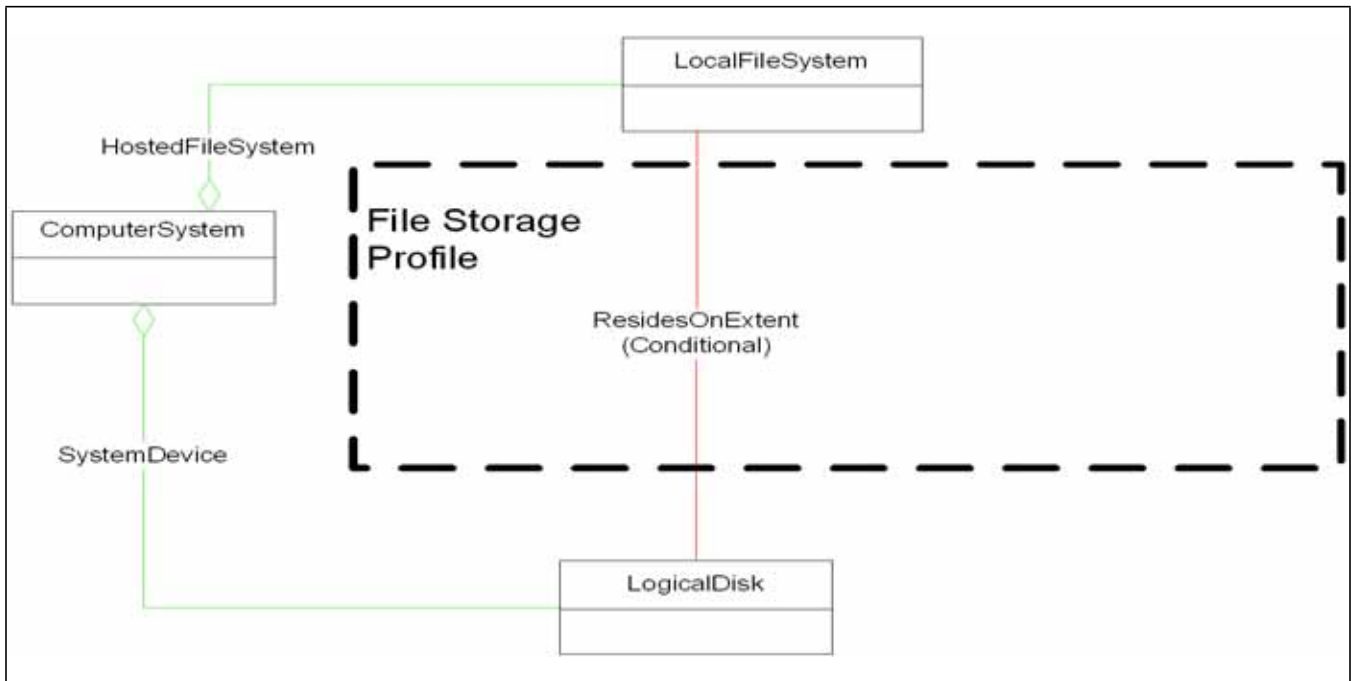 LocalFileSystem
HostedFileSystem
ComputerSystem
File Storage
Profile
ResidesOnExtent
(Conditional)
SystemDevice
LogicalDisk